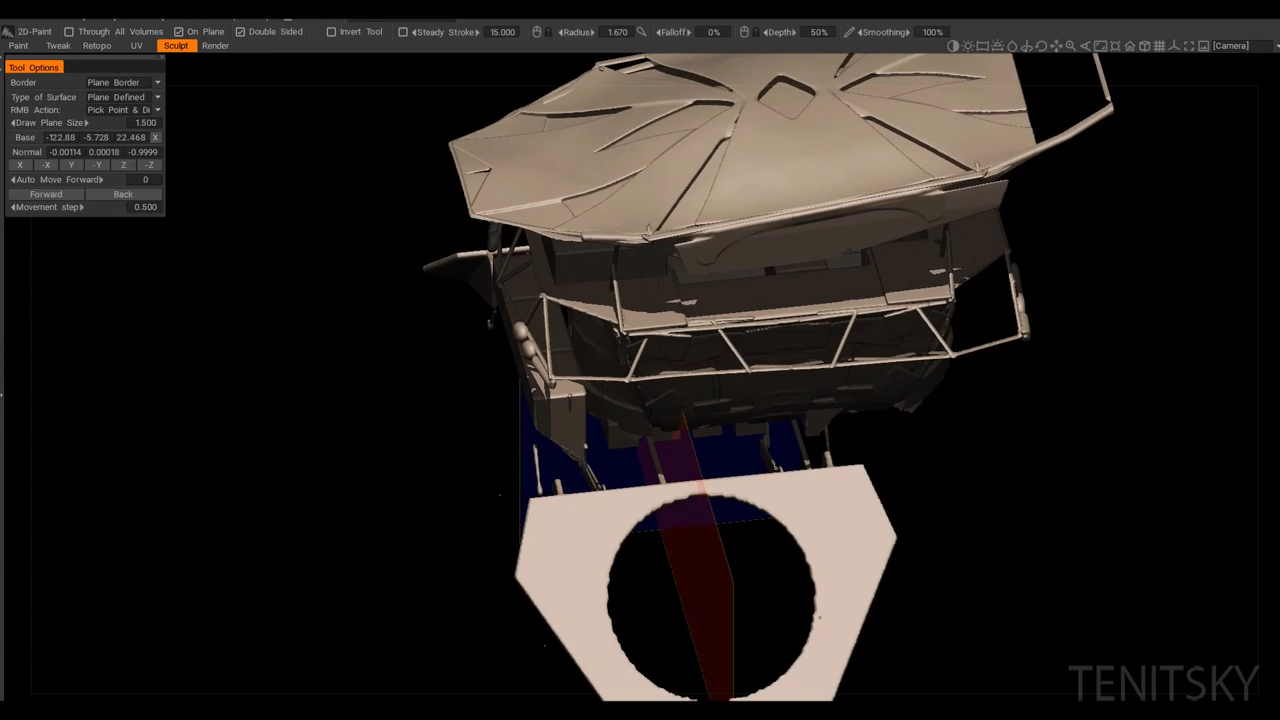 2D-Paint Through All Volumes On Plane Double Sided Invert Tool Steady Stroke 15.000 Radius 1.670 Falloff 0% Depth 50% Smoothing 100%
Paint Tweak Retopo UV Sculpt Render [Camera]
Tool Options
Border Plane Border
Type of Surface Plane Defined
RMB Action: Pick Point & Di
Draw Plane Size 1.500
Base -122.88 -5.728 22.468 X
Normal -0.00114 0.00018 -0.9999
X -X Y -Y Z -Z
Auto Move Forward 0
Forward Back
Movement step 0.500
TENITSKY